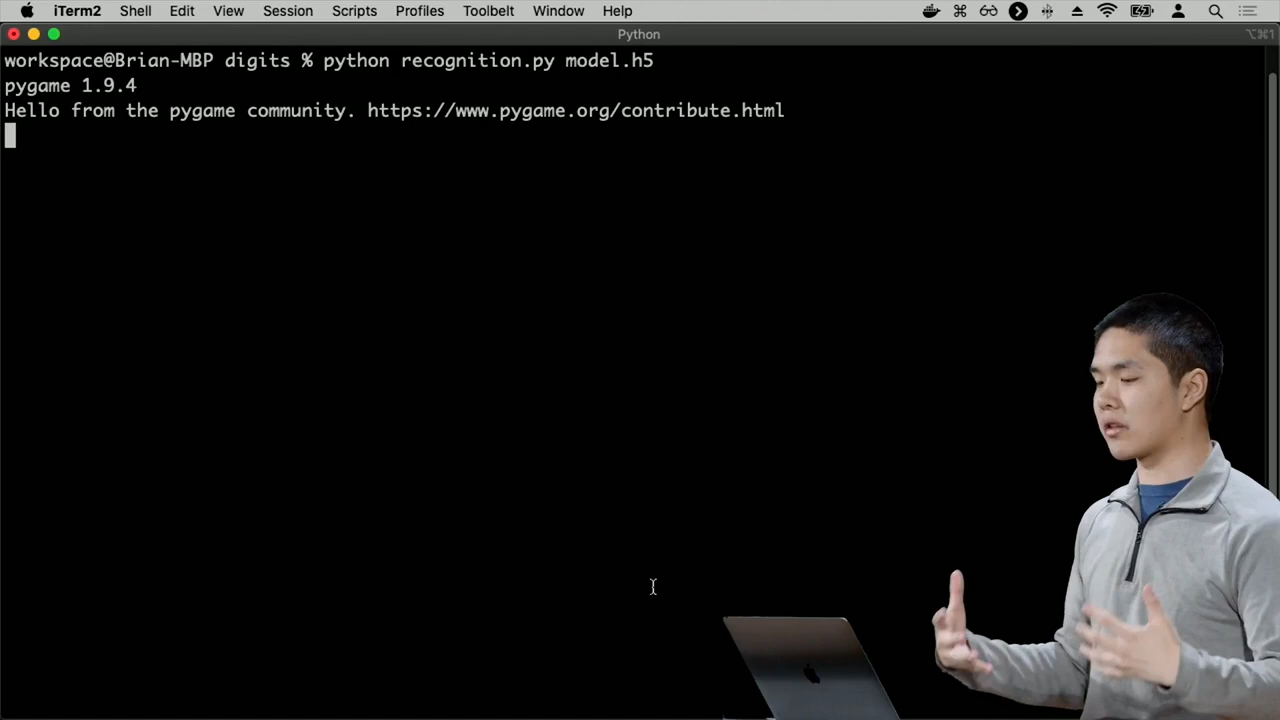 iTerm2 Shell Edit View Session Scripts Profiles Toolbelt Window Help
Python
⌥⌘1
workspace@Brian-MBP digits % python recognition.py model.h5
pygame 1.9.4
Hello from the pygame community. https://www.pygame.org/contribute.html